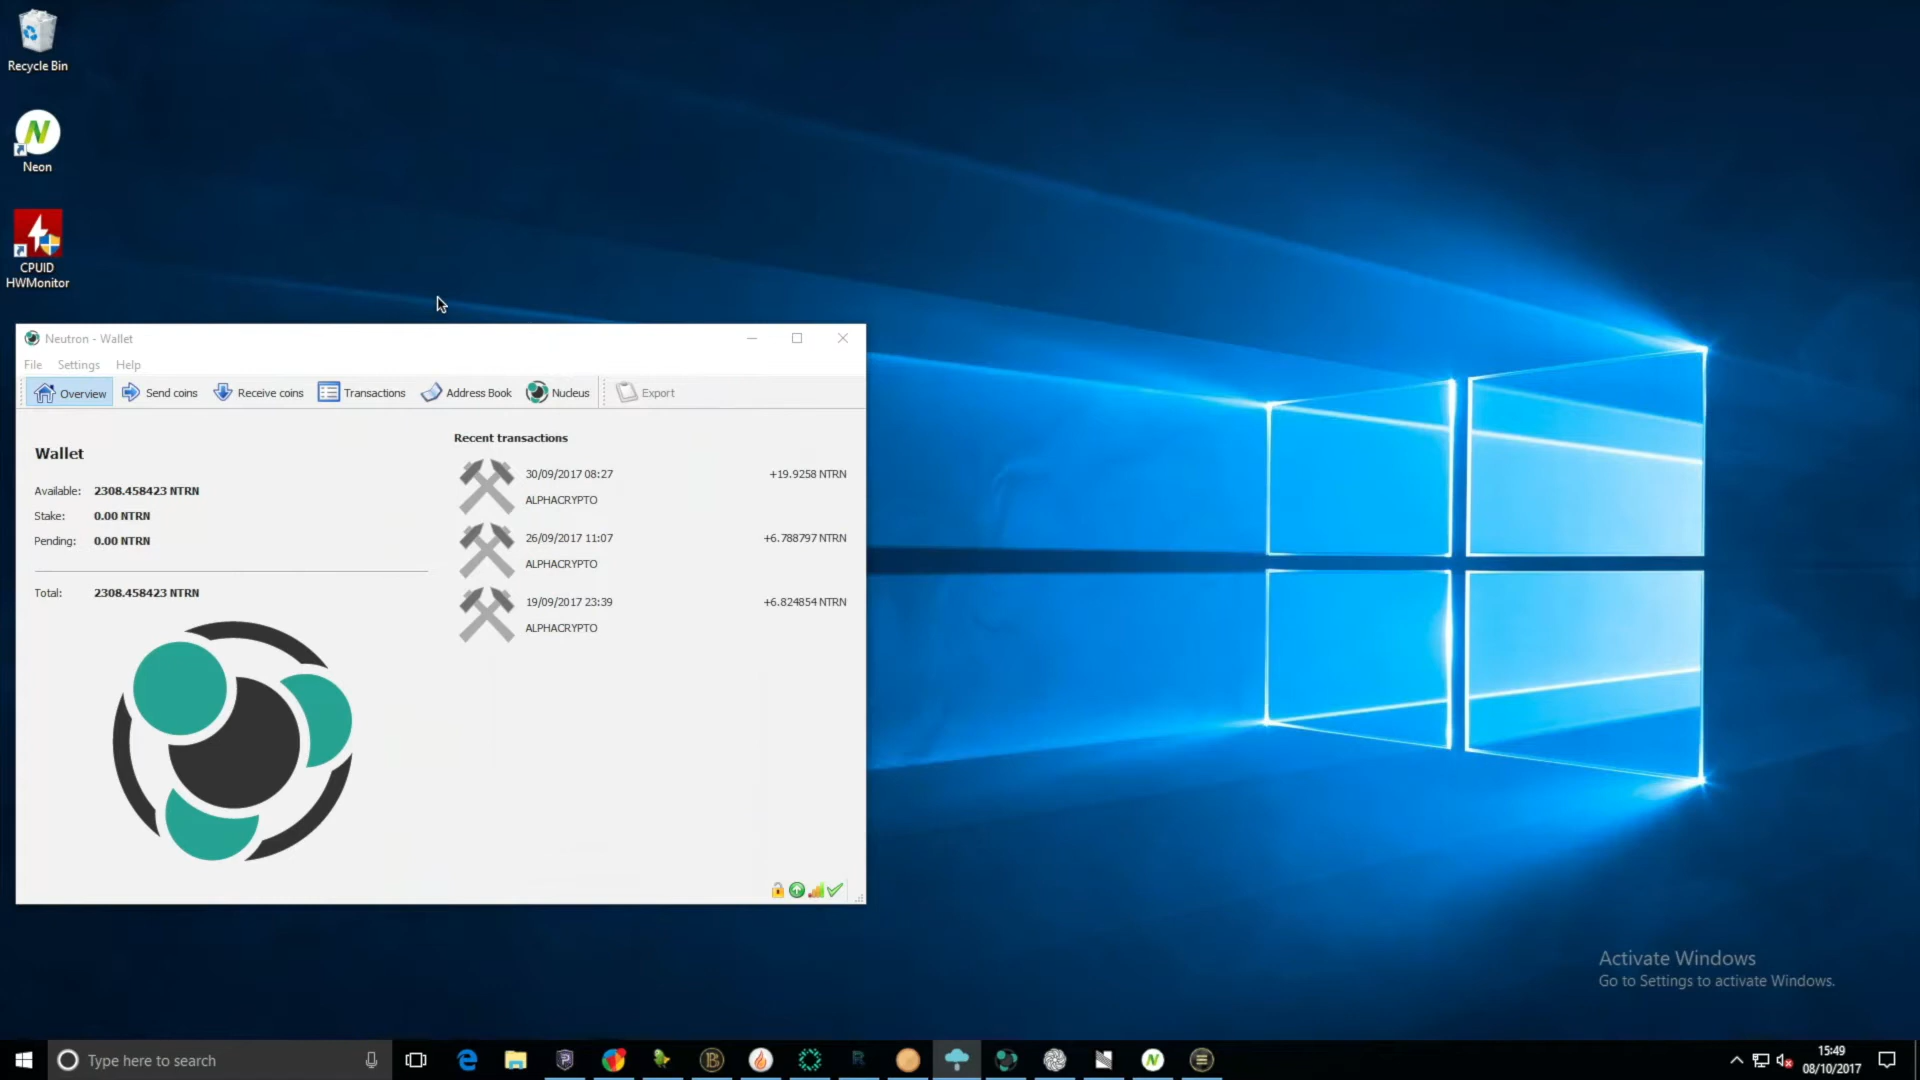 Recycle Bin
Neon
CPUID
HWMonitor
Neutron - Wallet
File Settings Help
Overview Send coins Receive coins Transactions Address Book Nucleus Export
Wallet
Available: 2308.458423 NTRN
Stake: 0.00 NTRN
Pending: 0.00 NTRN
Total: 2308.458423 NTRN
Recent transactions
30/09/2017 08:27 +19.9258 NTRN
ALPHACRYPTO
26/09/2017 11:07 +6.788797 NTRN
ALPHACRYPTO
19/09/2017 23:39 +6.824854 NTRN
ALPHACRYPTO
Activate Windows
Go to Settings to activate Windows.
Type here to search
15:49
08/10/2017